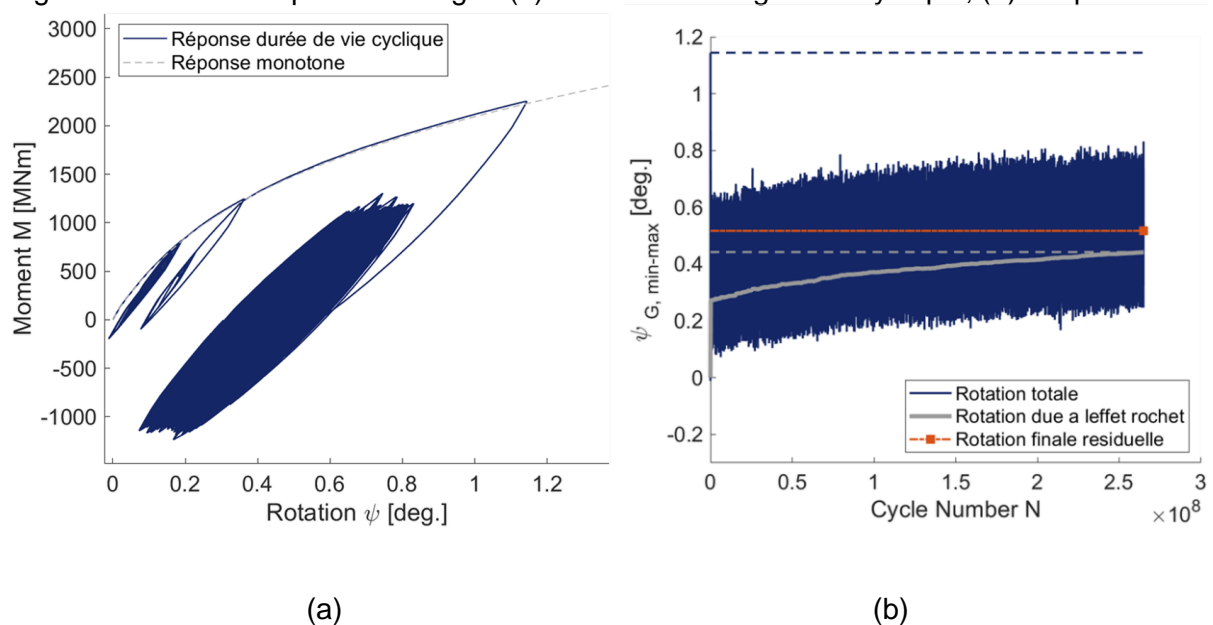 3000
2500
2000
1500
1000
500
0
-500
-1000
Moment M [MNm]
Réponse durée de vie cyclique
Réponse monotone
0
0.2
0.4
0.6
0.8
1
1.2
Rotation ψ [deg.]
(a)
1.2
1
0.8
0.6
0.4
0.2
0
-0.2
ψ G, min-max [deg.]
Rotation totale
Rotation due a leffet rochet
Rotation finale residuelle
0
0.5
1
1.5
2
2.5
3
×10⁸
Cycle Number N
(b)